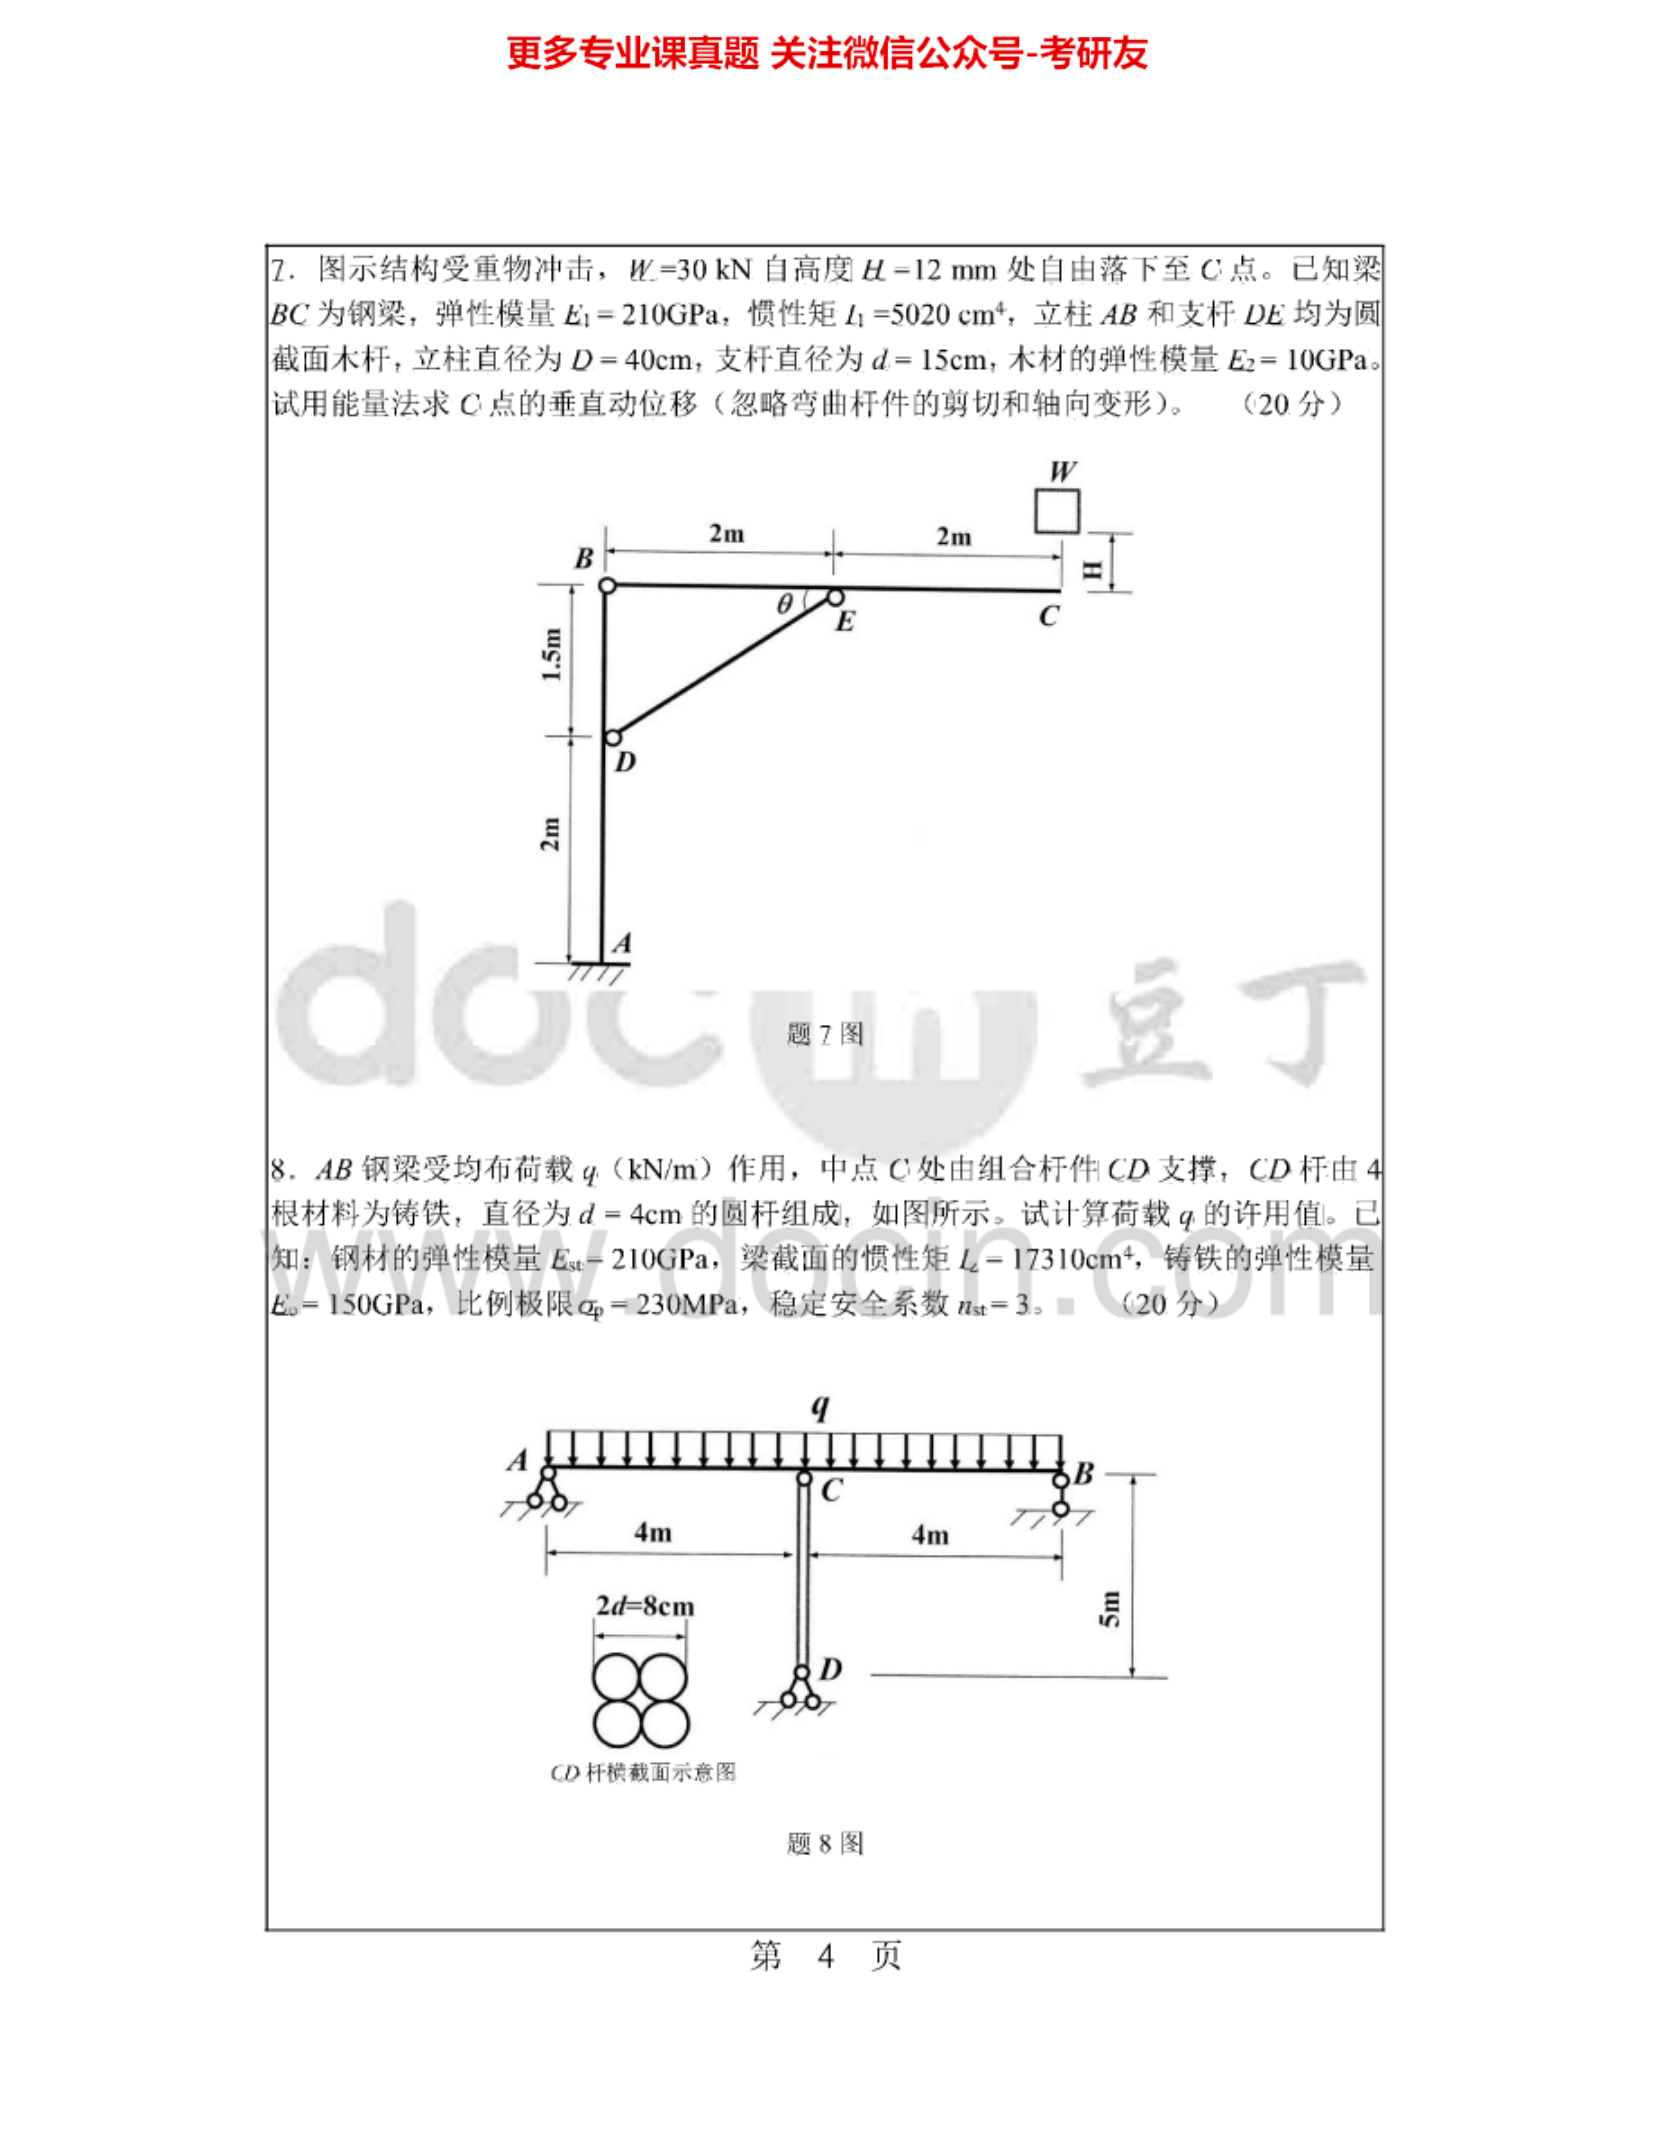 更多专业课真题 关注微信公众号-考研友
7. 图示结构受重物冲击，W=30 kN 自高度 H=12 mm 处自由落下至 C 点。已知梁
BC 为钢梁，弹性模量 E₁ = 210GPa，惯性矩 I₁ =5020 cm⁴，立柱 AB 和支杆 DE 均为圆
截面木杆，立柱直径为 D = 40cm，支杆直径为 d = 15cm，木材的弹性模量 E₂ = 10GPa。
试用能量法求 C 点的垂直动位移（忽略弯曲杆件的剪切和轴向变形）。 （20 分）
W
2m
2m
B
H
θ
E
C
1.5m
D
2m
A
docin 豆丁
题 7 图
8. AB 钢梁受均布荷载 q（kN/m）作用，中点 C 处由组合杆件 CD 支撑，CD 杆由 4
根材料为铸铁，直径为 d = 4cm 的圆杆组成，如图所示。试计算荷载 q 的许用值。已
知：钢材的弹性模量 Est = 210GPa，梁截面的惯性矩 Iz = 17310cm⁴，铸铁的弹性模量
= 150GPa，比例极限 σp = 230MPa，稳定安全系数 nst = 3。 （20 分）
www.docin.com
q
A
B
C
4m
4m
2d=8cm
5m
D
CD 杆横截面示意图
题 8 图
第 4 页